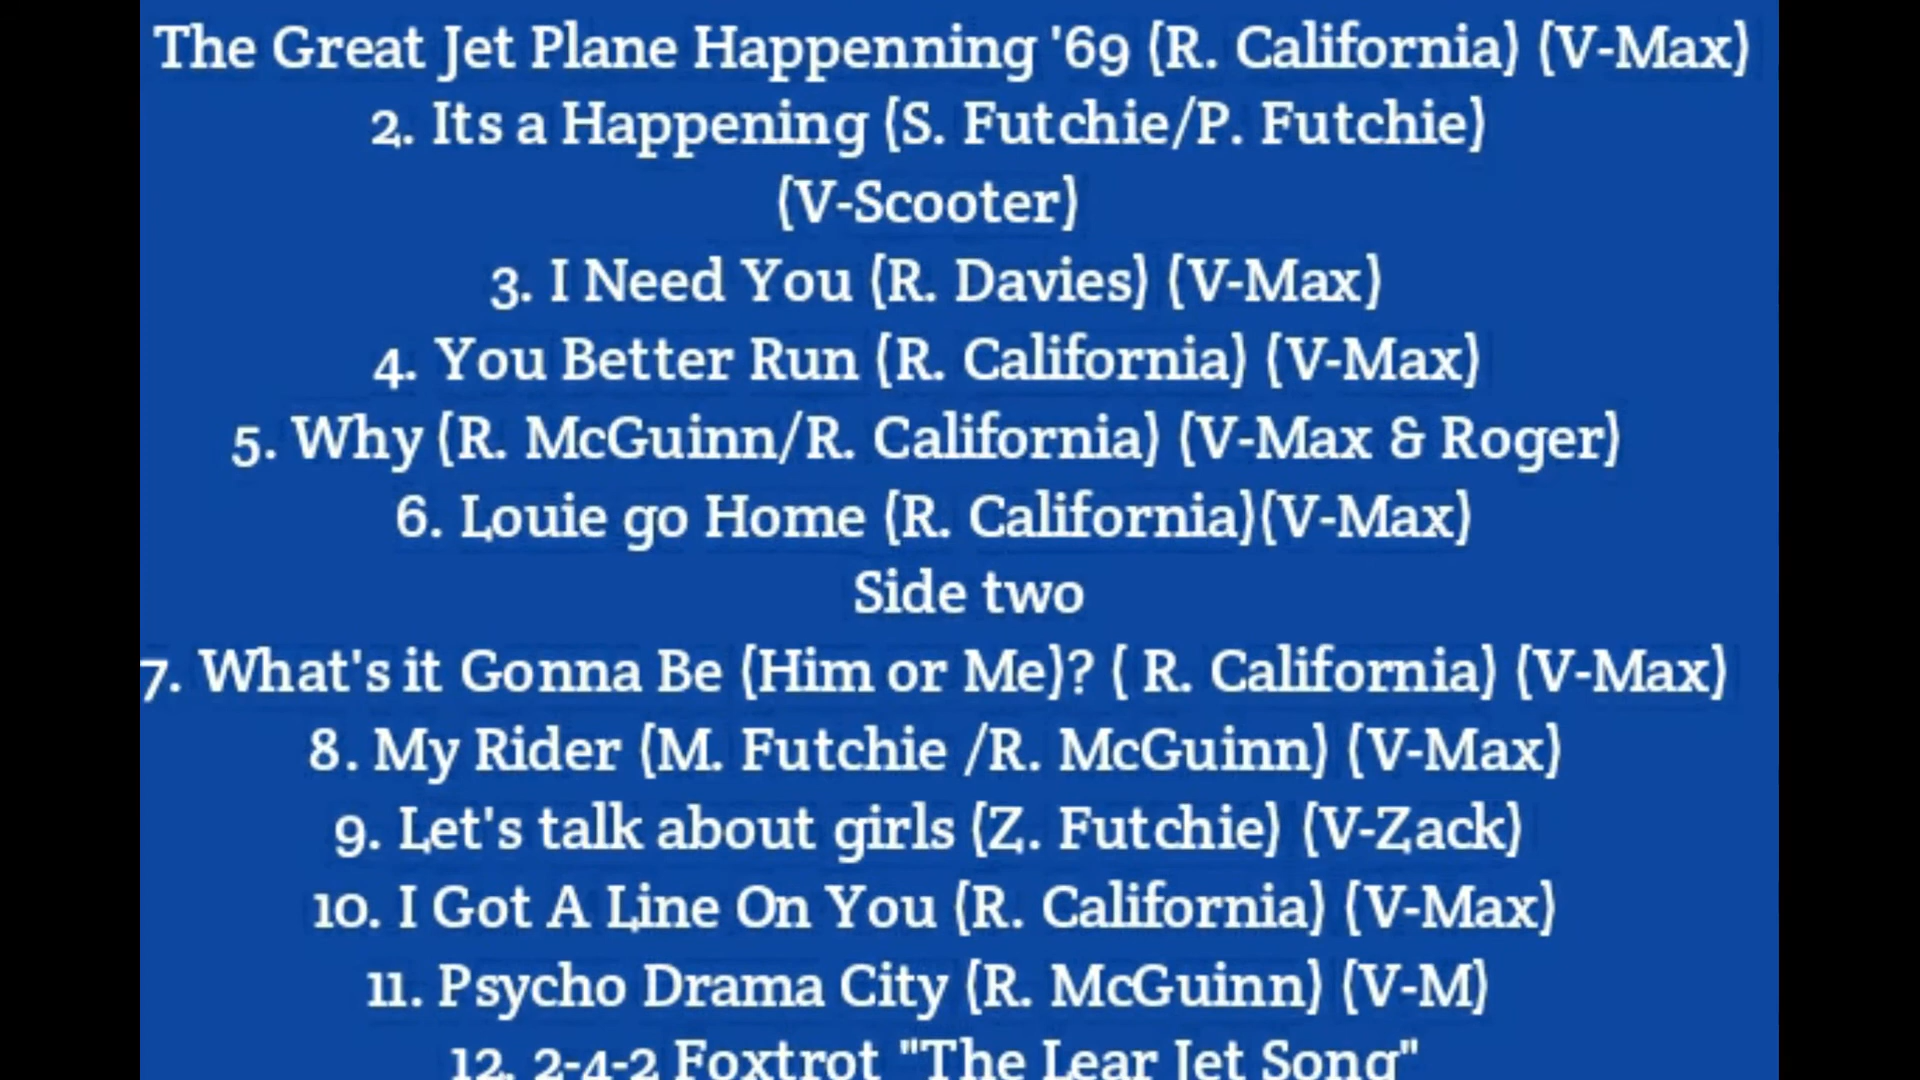 The Great Jet Plane Happenning '69 (R. California) (V-Max)
2. Its a Happening (S. Futchie/P. Futchie)
(V-Scooter)
3. I Need You (R. Davies) (V-Max)
4. You Better Run (R. California) (V-Max)
5. Why (R. McGuinn/R. California) (V-Max & Roger)
6. Louie go Home (R. California)(V-Max)
Side two
7. What's it Gonna Be (Him or Me)? ( R. California) (V-Max)
8. My Rider (M. Futchie /R. McGuinn) (V-Max)
9. Let's talk about girls (Z. Futchie) (V-Zack)
10. I Got A Line On You (R. California) (V-Max)
11. Psycho Drama City (R. McGuinn) (V-M)
12. 2-4-2 Foxtrot "The Lear Jet Song"